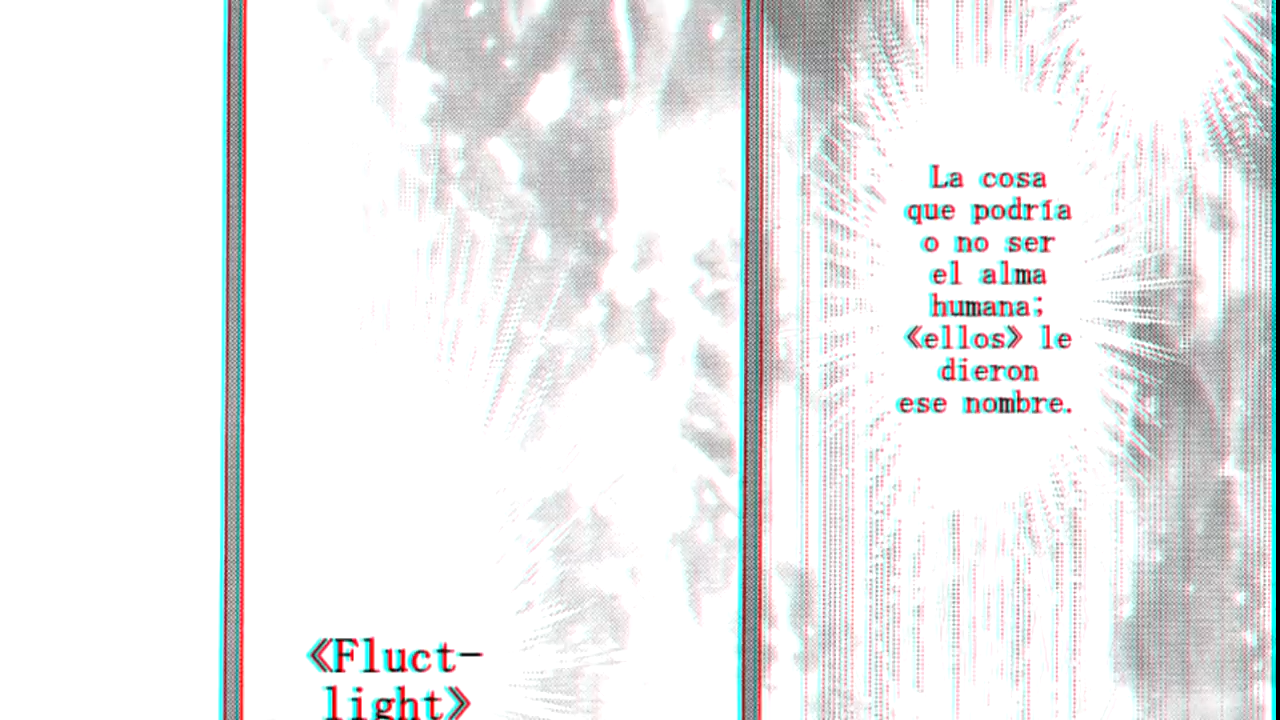 La cosa
que podría
o no ser
el alma
humana;
《ellos》 le
dieron
ese nombre.
《Fluct-
light》